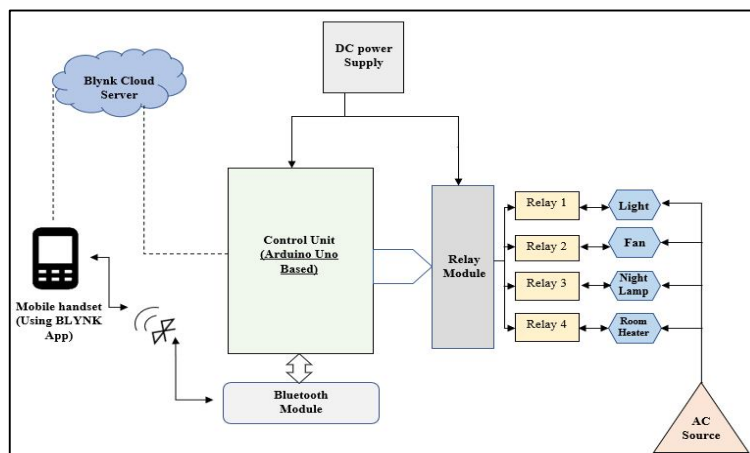 DC power
Supply
Blynk Cloud
Server
Control Unit
(Arduino Uno
Based)
Relay
Module
Relay 1
Light
Relay 2
Fan
Relay 3
Night
Lamp
Relay 4
Room
Heater
Mobile handset
(Using BLYNK
App)
Bluetooth
Module
AC
Source